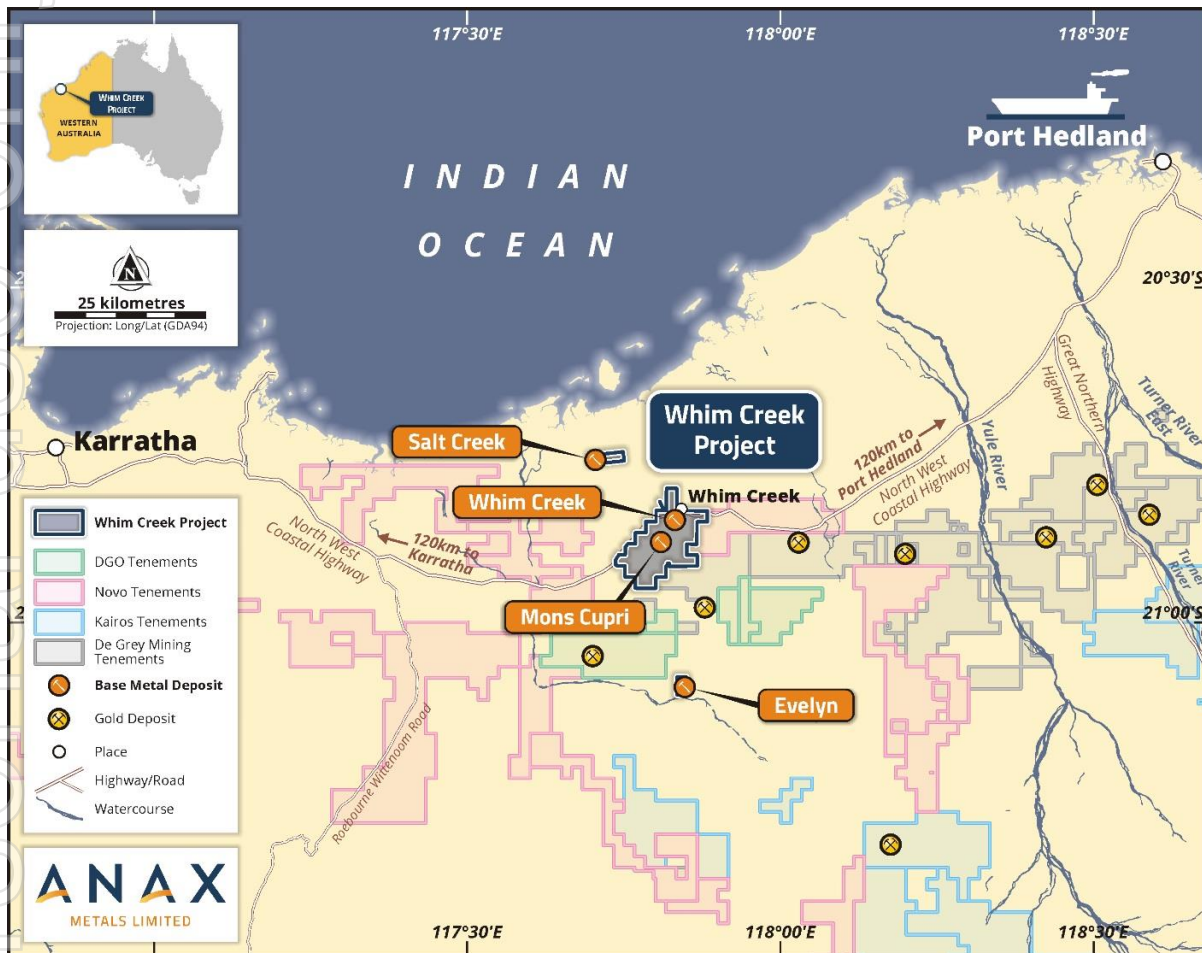 117°30'E
118°00'E
118°30'E
WHIM CREEK
PROJECT
WESTERN
AUSTRALIA
INDIAN
OCEAN
Port Hedland
N
25 kilometres
Projection: Long/Lat (GDA94)
20°30'S
Great Northern
Highway
Turner River
East
Yule River
Whim Creek
Project
Karratha
Salt Creek
120km to
Port Hedland
North West
Coastal Highway
Whim Creek
Whim Creek
North West
Coastal Highway
120km to
Karratha
Turner
River
Mons Cupri
21°00'S
Evelyn
Roebourne Wittenoom Road
Whim Creek Project
DGO Tenements
Novo Tenements
Kairos Tenements
De Grey Mining
Tenements
Base Metal Deposit
Gold Deposit
Place
Highway/Road
Watercourse
ANAX
METALS LIMITED
117°30'E
118°00'E
118°30'E